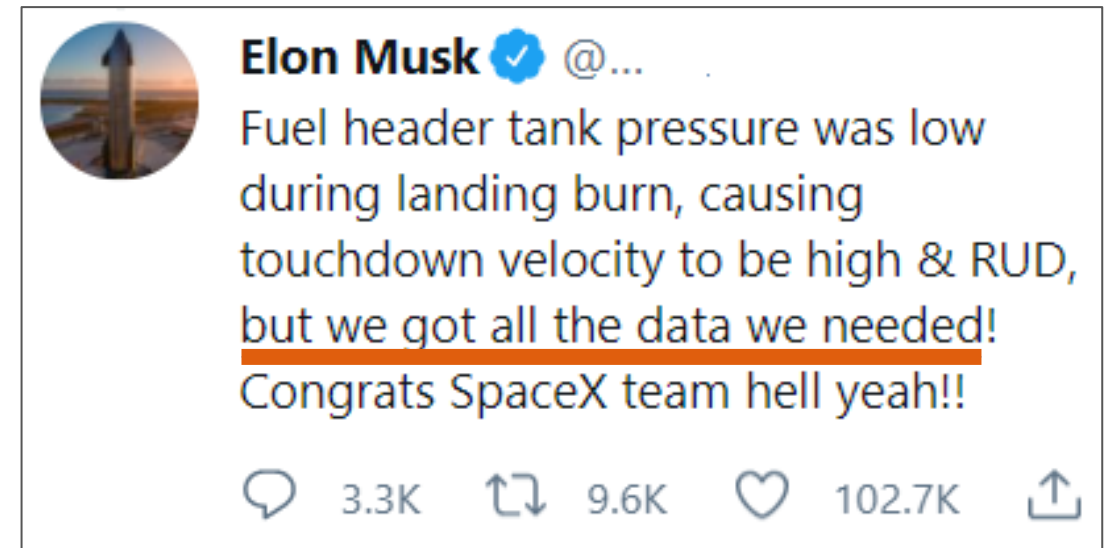 Elon Musk @...
Fuel header tank pressure was low
during landing burn, causing
touchdown velocity to be high & RUD,
but we got all the data we needed!
Congrats SpaceX team hell yeah!!
3.3K 9.6K 102.7K